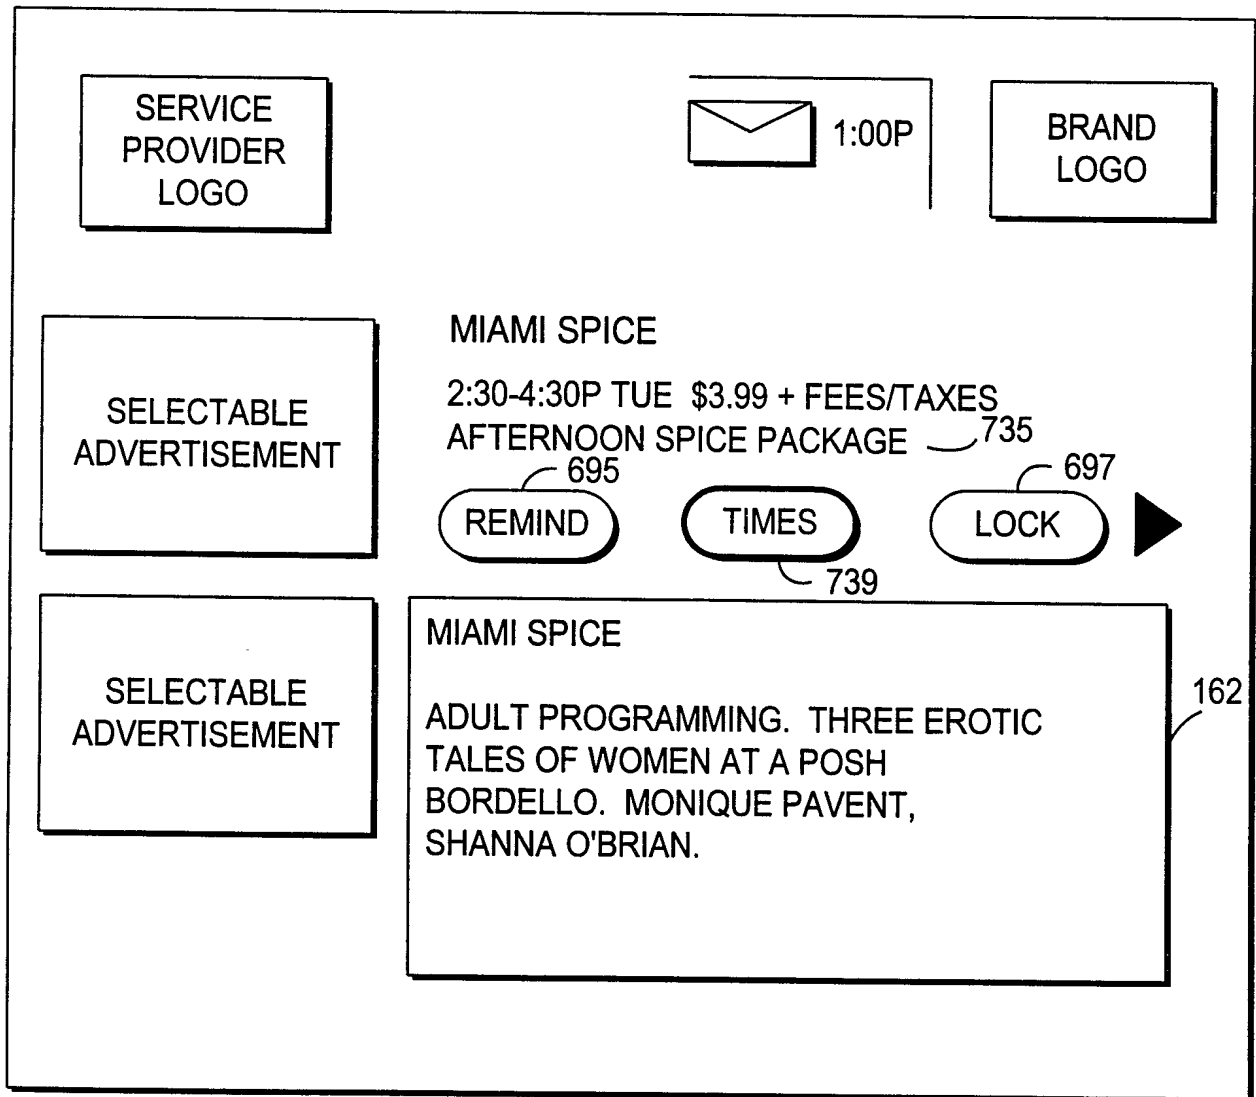 SERVICE
PROVIDER
LOGO
1:00P
BRAND
LOGO
SELECTABLE
ADVERTISEMENT
MIAMI SPICE
2:30-4:30P TUE $3.99 + FEES/TAXES
AFTERNOON SPICE PACKAGE 735
695
697
REMIND
TIMES
LOCK
739
SELECTABLE
ADVERTISEMENT
MIAMI SPICE
ADULT PROGRAMMING. THREE EROTIC
TALES OF WOMEN AT A POSH
BORDELLO. MONIQUE PAVENT,
SHANNA O'BRIAN.
162